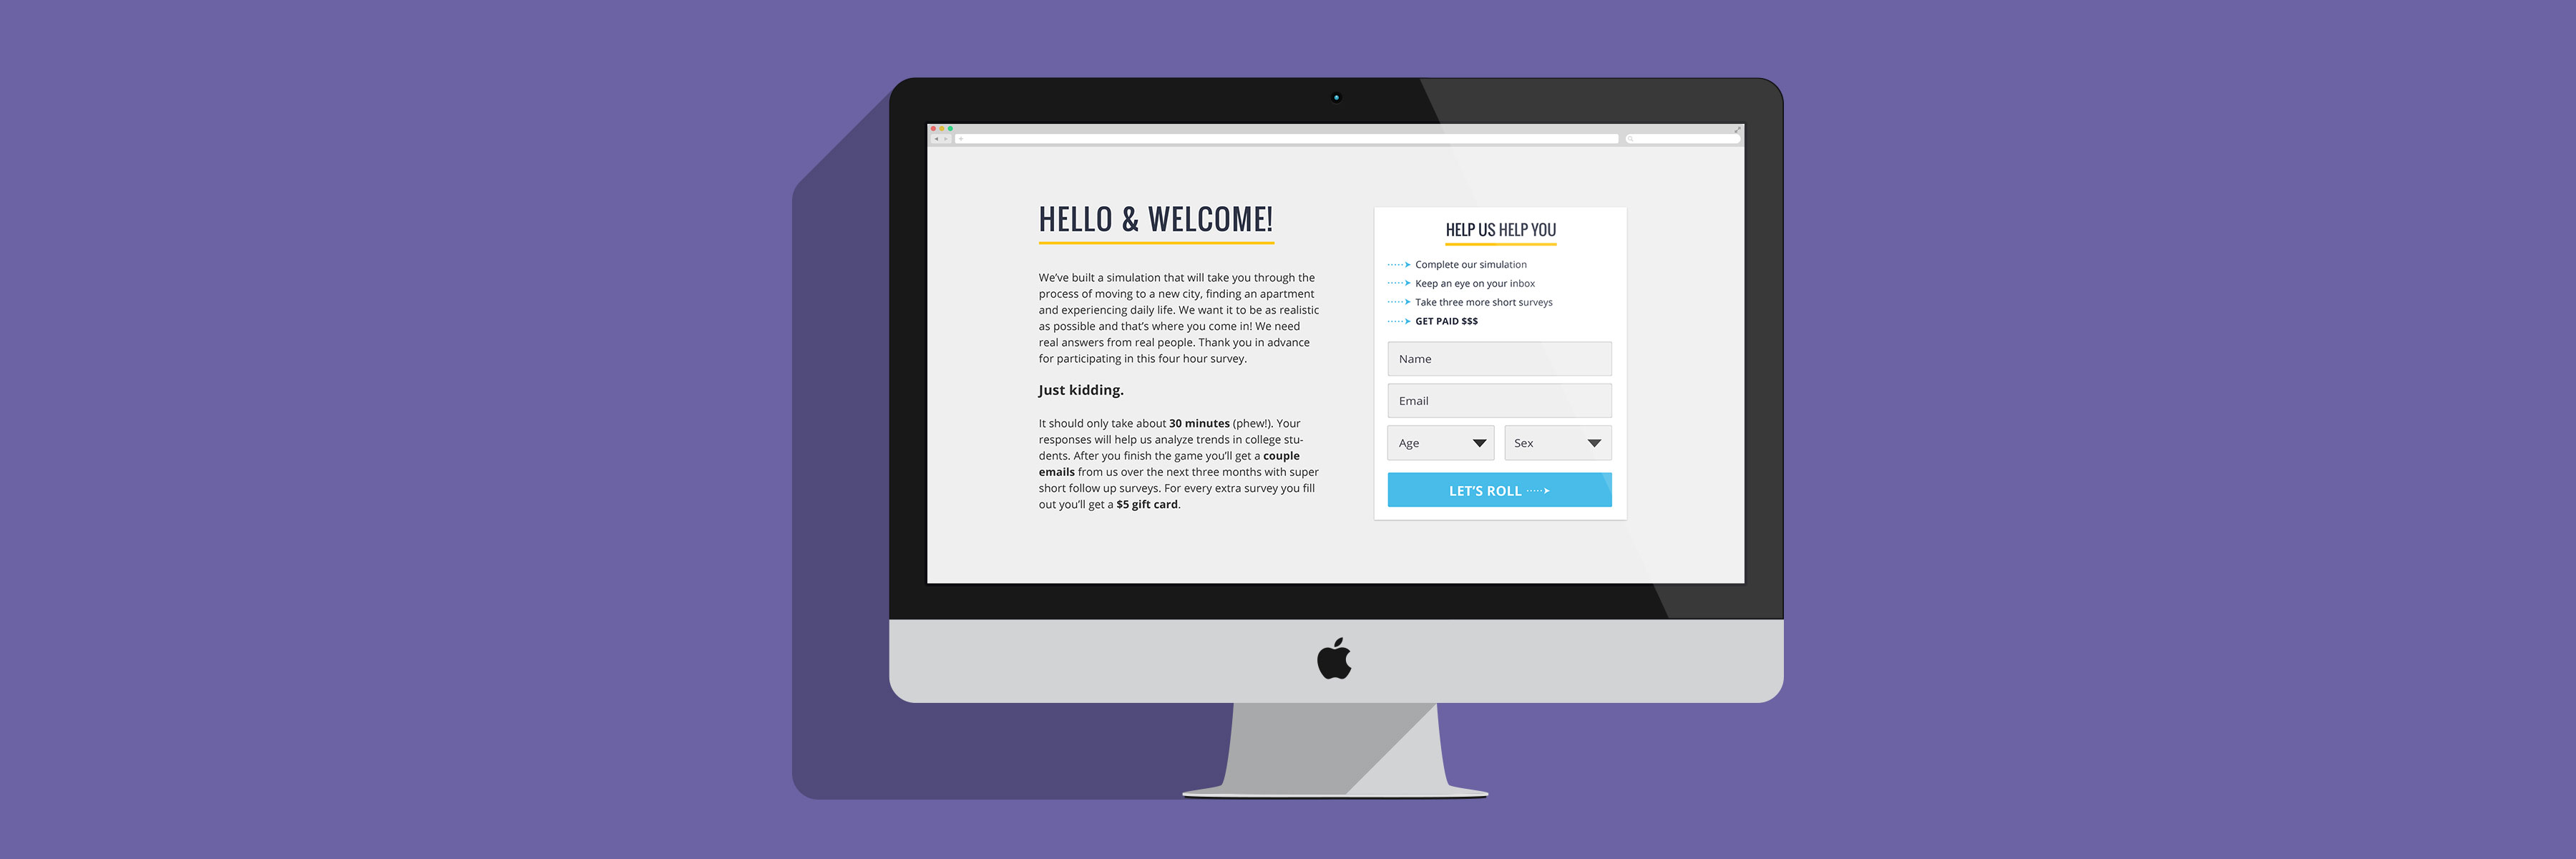 HELLO & WELCOME!
We've built a simulation that will take you through the
process of moving to a new city, finding an apartment
and experiencing daily life. We want it to be as realistic
as possible and that's where you come in! We need
real answers from real people. Thank you in advance
for participating in this four hour survey.
Just kidding.
It should only take about 30 minutes (phew!). Your
responses will help us analyze trends in college stu-
dents. After you finish the game you'll get a couple
emails from us over the next three months with super
short follow up surveys. For every extra survey you fill
out you'll get a $5 gift card.
HELP US HELP YOU
Complete our simulation
Keep an eye on your inbox
Take three more short surveys
GET PAID $$$
Name
Email
Age
Sex
LET'S ROLL